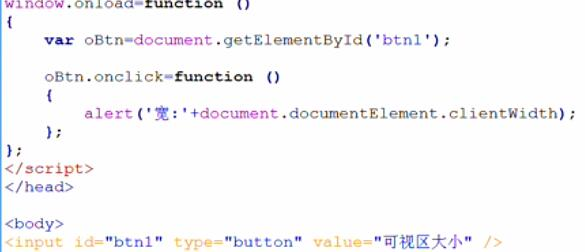 window.onload=function ()
{
var oBtn=document.getElementById('btn1');
oBtn.onclick=function ()
{
alert('宽:'+document.documentElement.clientWidth);
};
};
</script>
</head>
<body>
<input id="btn1" type="button" value="可视区大小" />